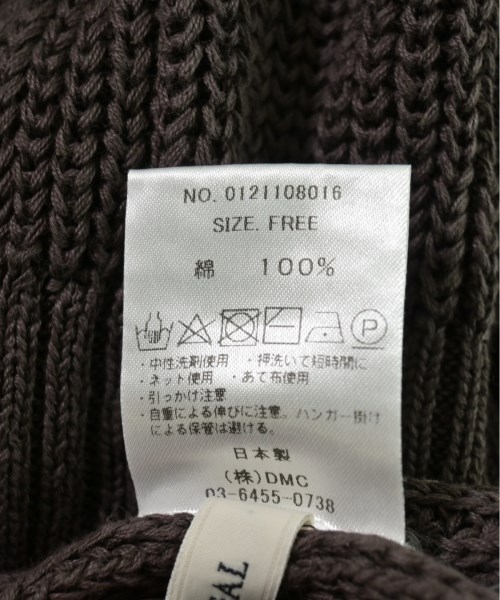 NO. 0121108016
SIZE. FREE
綿 100%
P
・中性洗剤使用 ・押洗いで短時間に
・ネット使用 ・あて布使用
・引っかけ注意
・自重による伸びに注意。ハンガー掛け
による保管は避ける。
日本製
(株)DMC
03-6455-0738